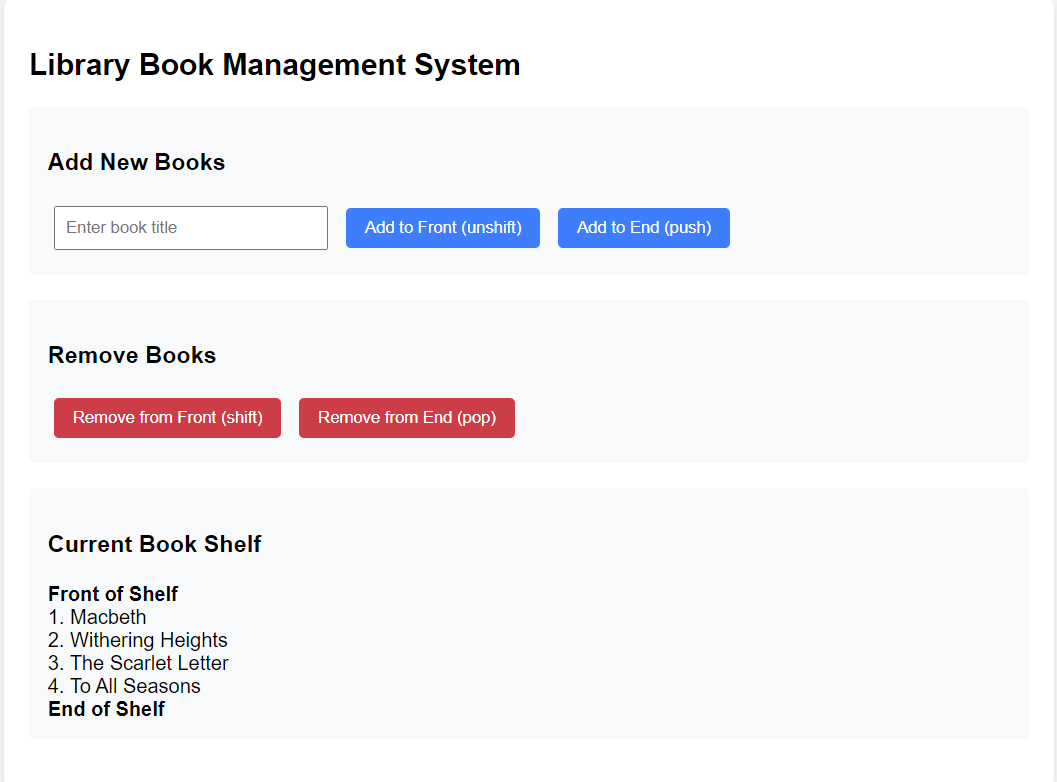 Library Book Management System
Add New Books
Enter book title Add to Front (unshift) Add to End (push)
Remove Books
Remove from Front (shift) Remove from End (pop)
Current Book Shelf
Front of Shelf
1. Macbeth
2. Withering Heights
3. The Scarlet Letter
4. To All Seasons
End of Shelf